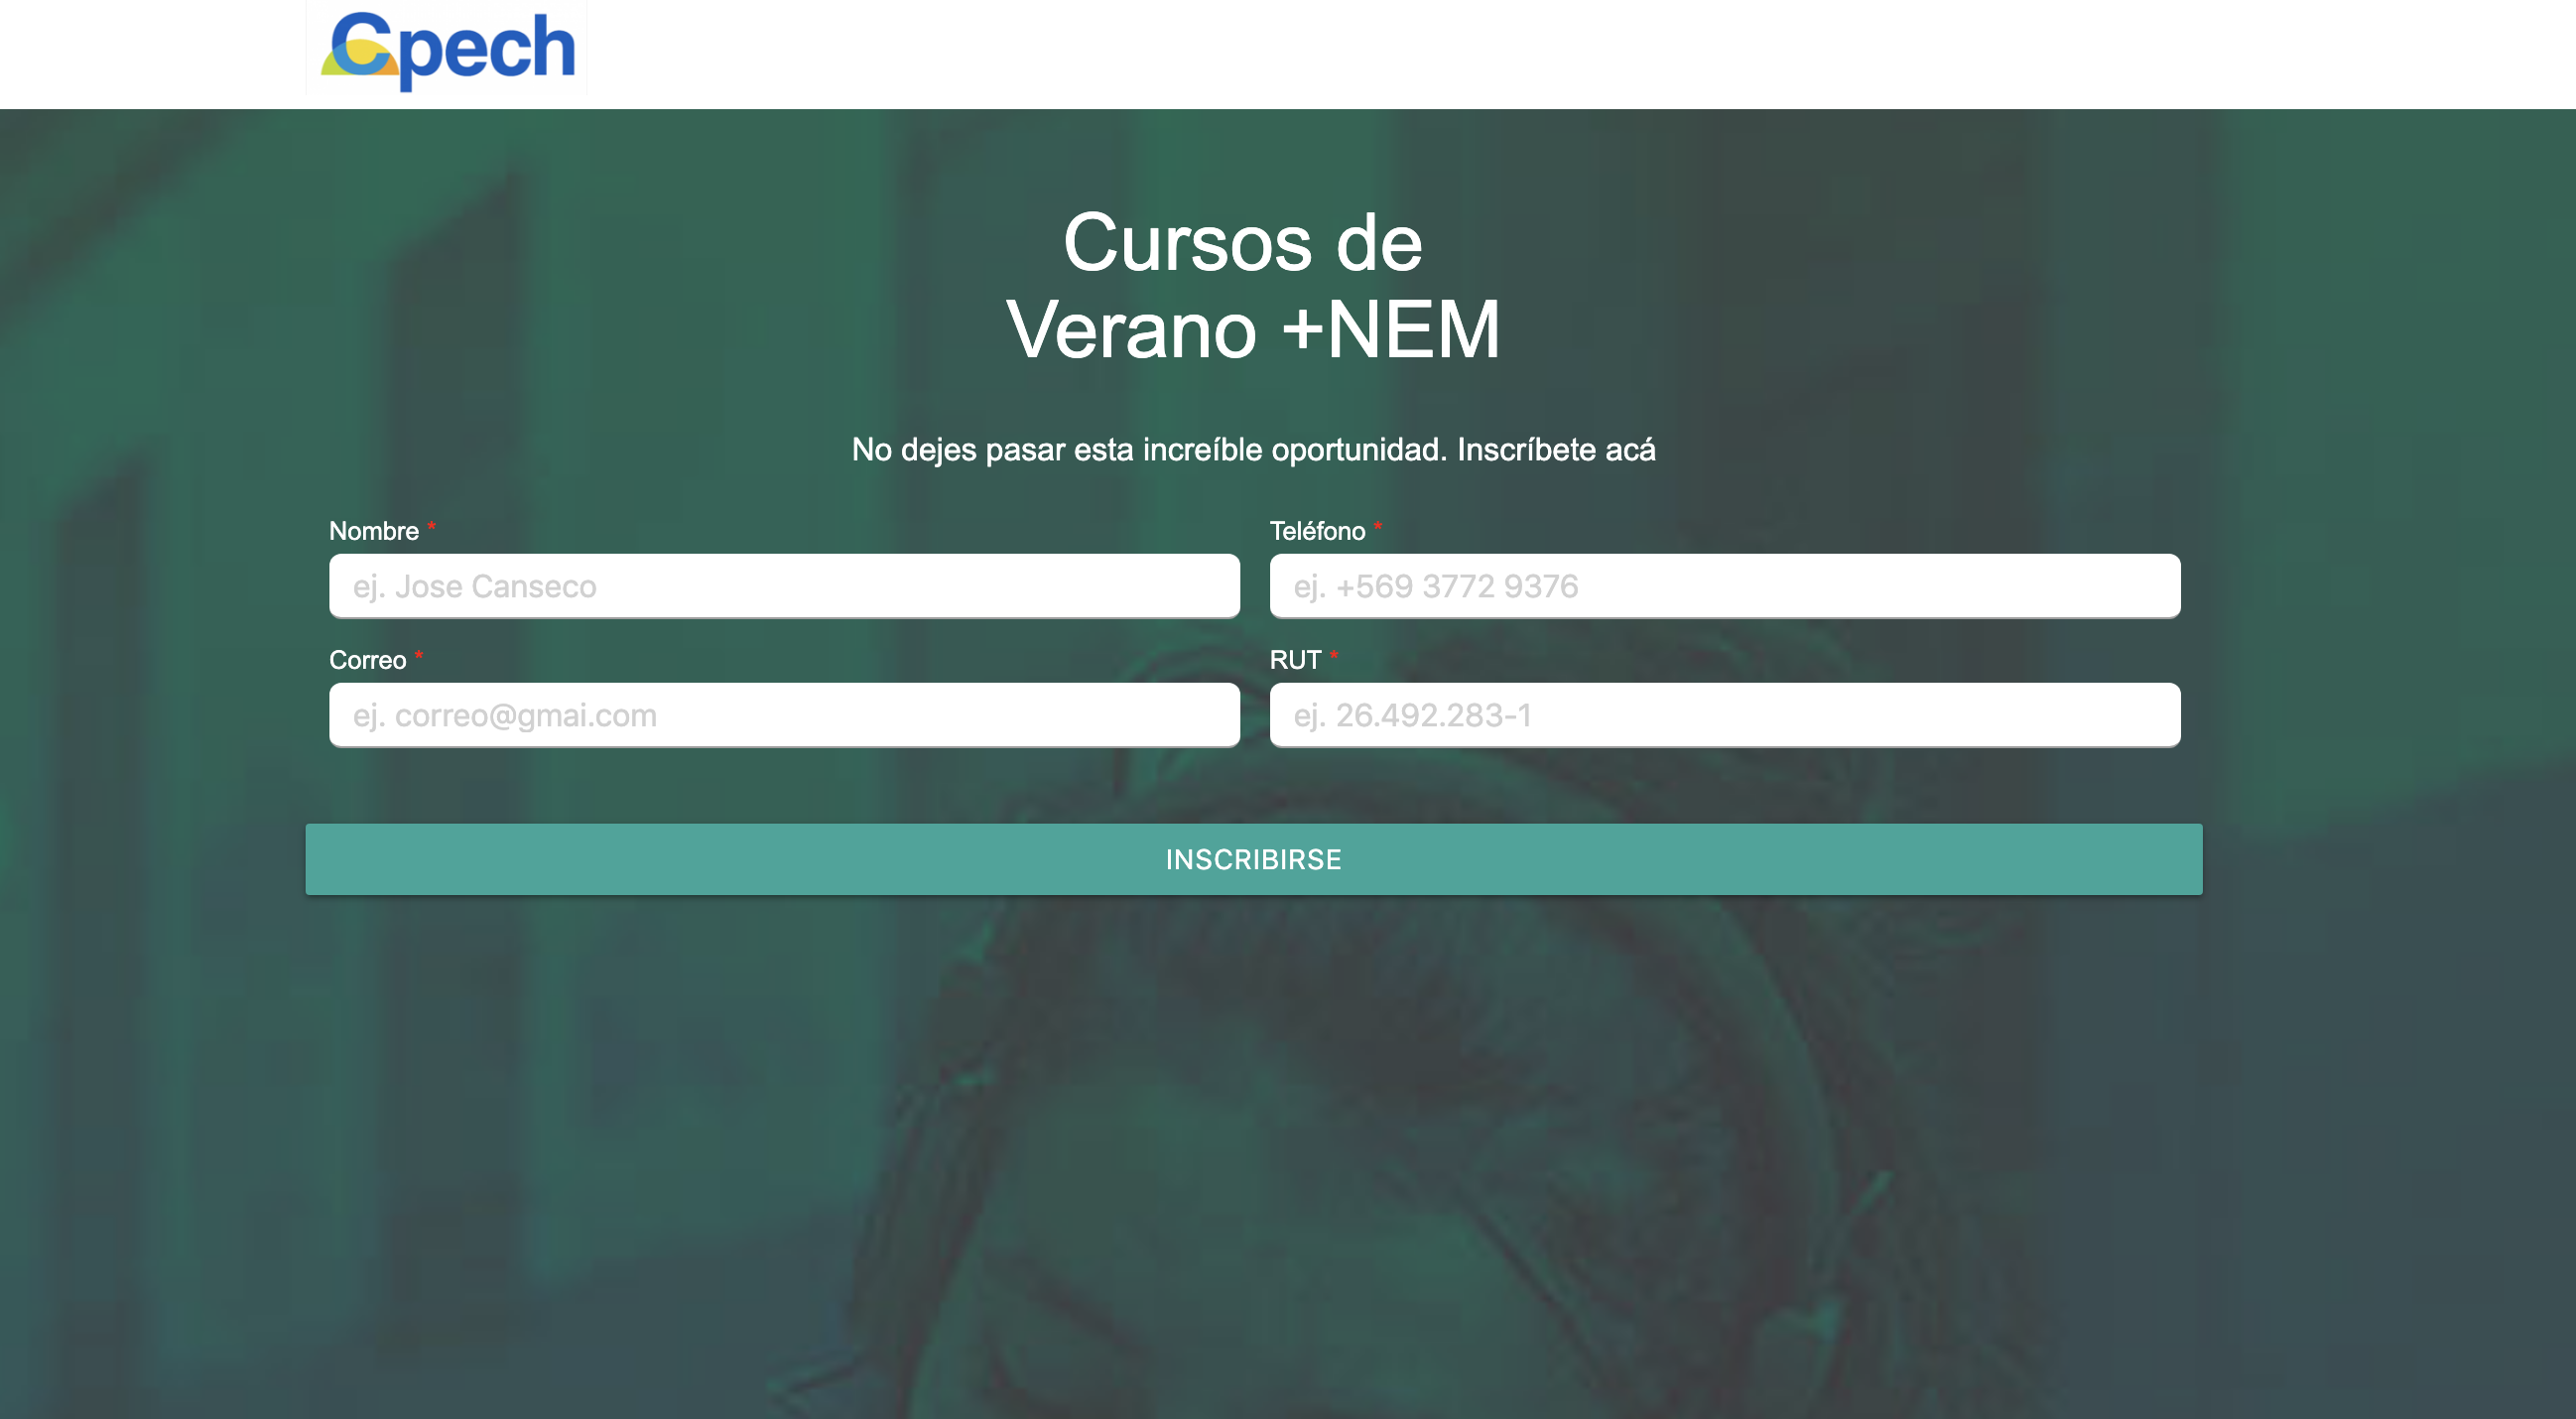 Cpech
Cursos de
Verano +NEM
No dejes pasar esta increíble oportunidad. Inscríbete acá
Nombre *
Teléfono *
ej. Jose Canseco
ej. +569 3772 9376
Correo *
RUT *
ej. correo@gmai.com
ej. 26.492.283-1
INSCRIBIRSE